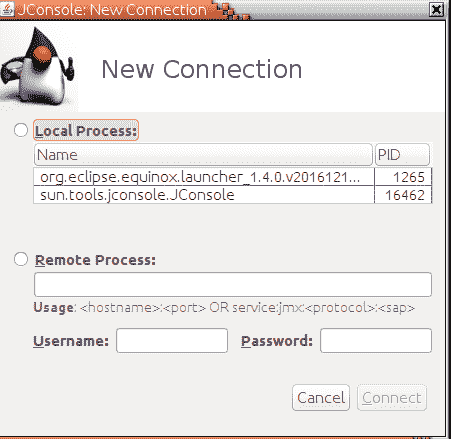 JConsole: New Connection
New Connection
Local Process:
Name PID
org.eclipse.equinox.launcher_1.4.0.v2016121... 1265
sun.tools.jconsole.JConsole 16462
Remote Process:
Usage: <hostname>:<port> OR service:jmx:<protocol>:<sap>
Username: Password:
Cancel Connect